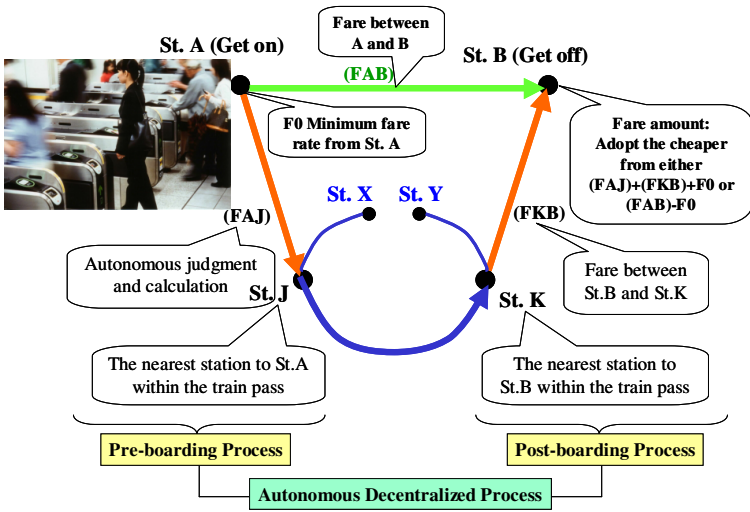 Fare between
A and B
St. A (Get on)
St. B (Get off)
(FAB)
F0 Minimum fare
rate from St. A
Fare amount:
Adopt the cheaper
from either
(FAJ)+(FKB)+F0 or
(FAB)-F0
St. X
St. Y
(FAJ)
(FKB)
Autonomous judgment
and calculation
Fare between
St.B and St.K
St. J
St. K
The nearest station to St.A
within the train pass
The nearest station to
St.B within the train pass
Pre-boarding Process
Post-boarding Process
Autonomous Decentralized Process